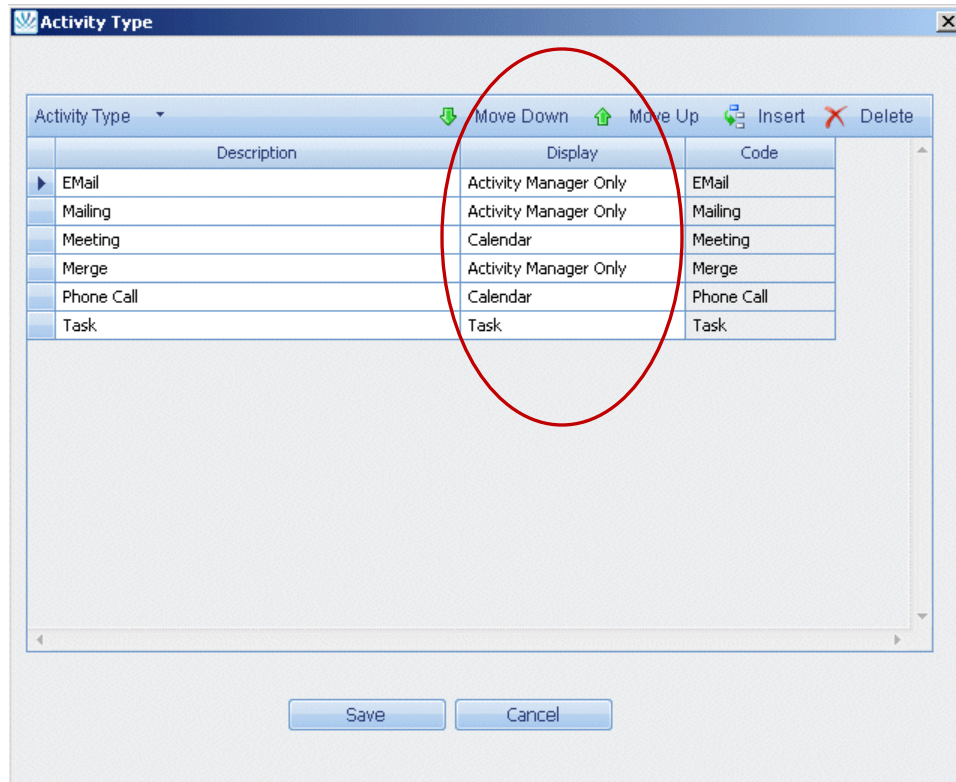 Activity Type
Activity Type Move Down Move Up Insert Delete
Description Display Code
EMail Activity Manager Only EMail
Mailing Activity Manager Only Mailing
Meeting Calendar Meeting
Merge Activity Manager Only Merge
Phone Call Calendar Phone Call
Task Task Task
Save Cancel